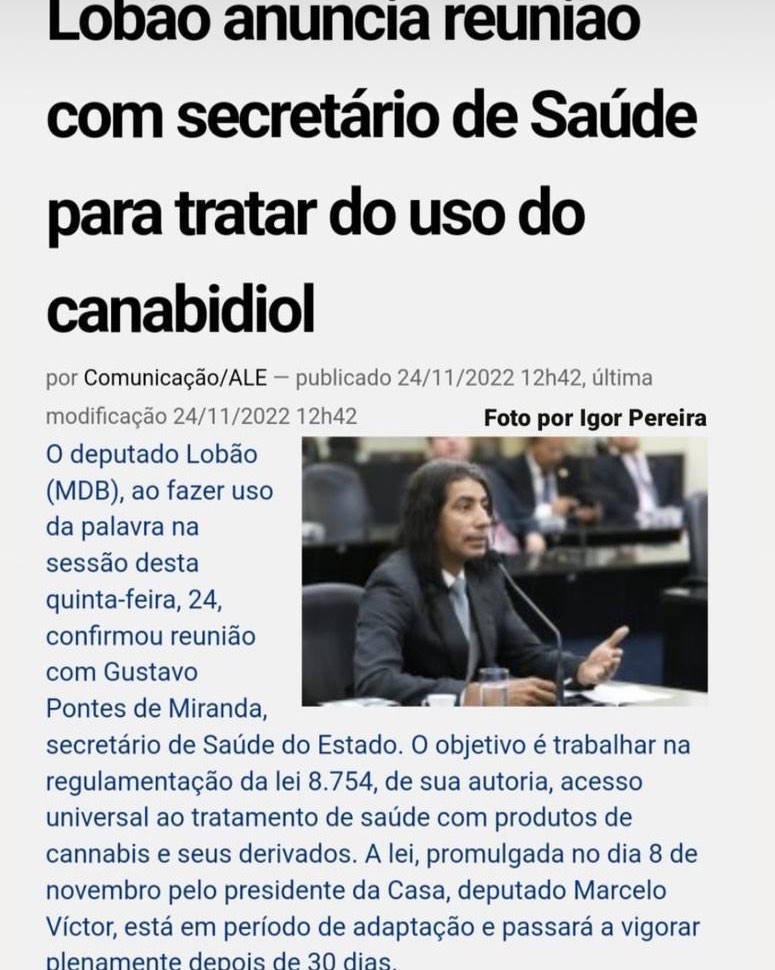 Lobão anuncia reunião
com secretário de Saúde
para tratar do uso do
canabidiol
por Comunicação/ALE — publicado 24/11/2022 12h42, última
modificação 24/11/2022 12h42
Foto por Igor Pereira
O deputado Lobão
(MDB), ao fazer uso
da palavra na
sessão desta
quinta-feira, 24,
confirmou reunião
com Gustavo
Pontes de Miranda,
secretário de Saúde do Estado. O objetivo é trabalhar na
regulamentação da lei 8.754, de sua autoria, acesso
universal ao tratamento de saúde com produtos de
cannabis e seus derivados. A lei, promulgada no dia 8 de
novembro pelo presidente da Casa, deputado Marcelo
Víctor, está em período de adaptação e passará a vigorar
plenamente depois de 30 dias.